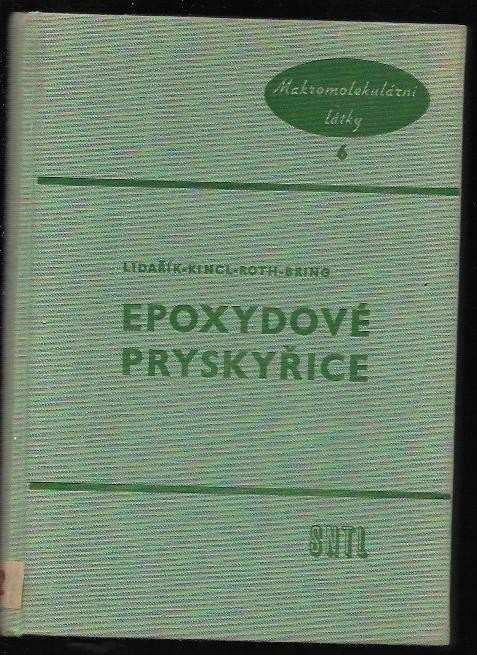 Makromolekulární
látky
6
LIDAŘÍK-KINCL-ROTH-BRING
EPOXYDOVÉ
PRYSKYŘICE
SNTL